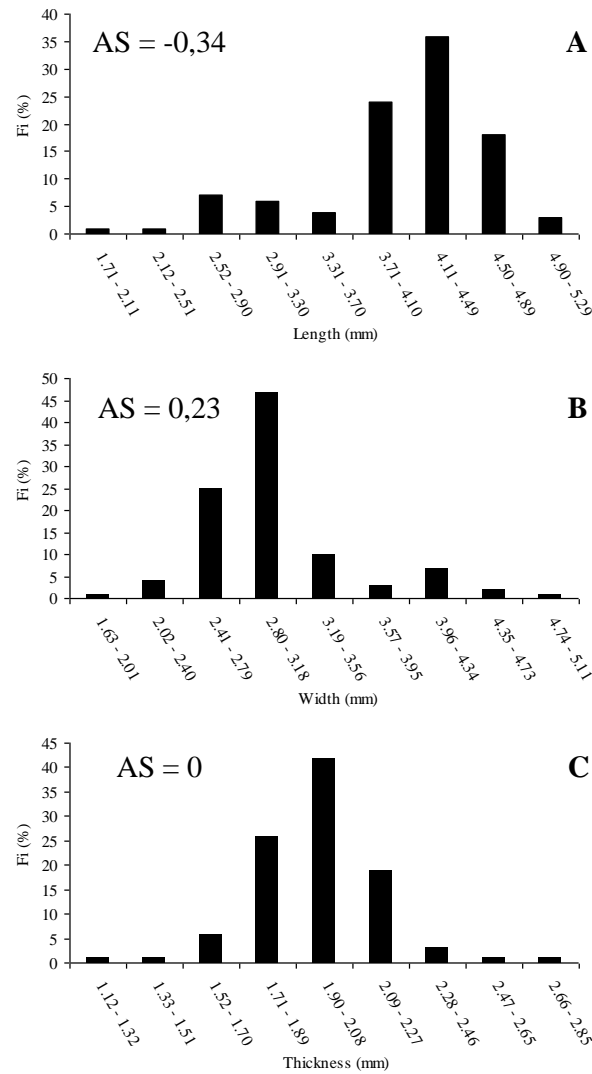 AS = -0,34
A
Fi (%)
40
35
30
25
20
15
10
5
0
1.71 - 2.11
2.12 - 2.51
2.52 - 2.90
2.91 - 3.30
3.31 - 3.70
3.71 - 4.10
4.11 - 4.49
4.50 - 4.89
4.90 - 5.29
Length (mm)
AS = 0,23
B
Fi (%)
50
45
40
35
30
25
20
15
10
5
0
1.63 - 2.01
2.02 - 2.40
2.41 - 2.79
2.80 - 3.18
3.19 - 3.56
3.57 - 3.95
3.96 - 4.34
4.35 - 4.73
4.74 - 5.11
Width (mm)
AS = 0
C
Fi (%)
45
40
35
30
25
20
15
10
5
0
1.12 - 1.32
1.33 - 1.51
1.52 - 1.70
1.71 - 1.89
1.90 - 2.08
2.09 - 2.27
2.28 - 2.46
2.47 - 2.65
2.66 - 2.85
Thickness (mm)